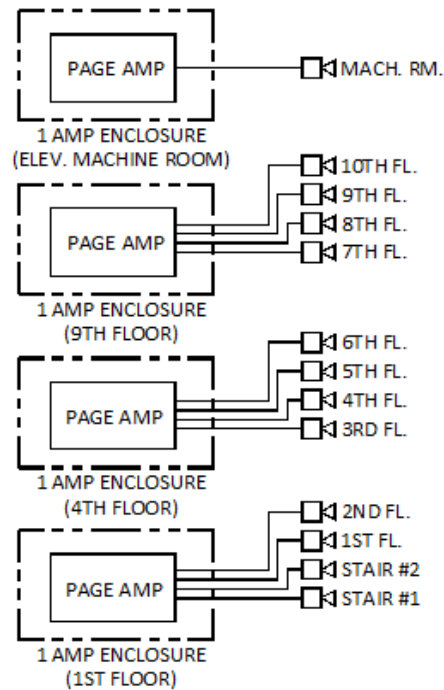 PAGE AMP
MACH. RM.
1 AMP ENCLOSURE
(ELEV. MACHINE ROOM)
10TH FL.
9TH FL.
8TH FL.
7TH FL.
PAGE AMP
1 AMP ENCLOSURE
(9TH FLOOR)
6TH FL.
5TH FL.
4TH FL.
3RD FL.
PAGE AMP
1 AMP ENCLOSURE
(4TH FLOOR)
2ND FL.
1ST FL.
STAIR #2
STAIR #1
PAGE AMP
1 AMP ENCLOSURE
(1ST FLOOR)